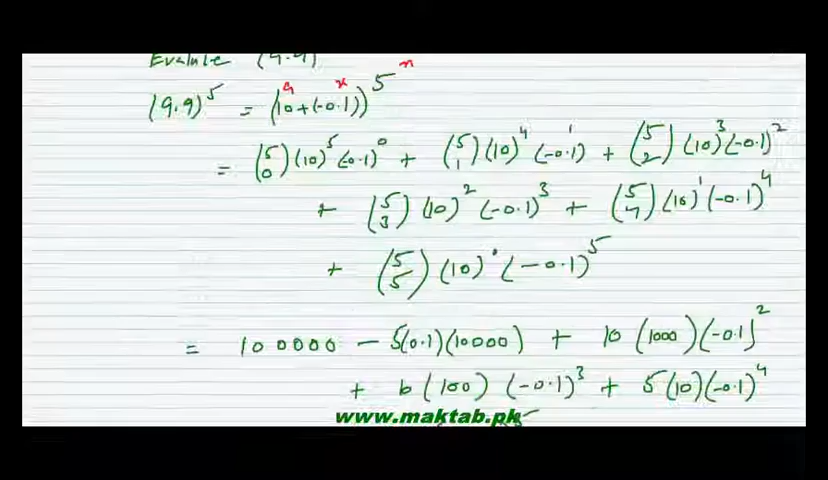 Evaluate (9.9)
(9.9)^5 = (10+(-0.1))^5 a x n
= (5 0)(10)^5(-0.1)^0 + (5 1)(10)^4(-0.1)^1 + (5 2)(10)^3(-0.1)^2
+ (5 3)(10)^2(-0.1)^3 + (5 4)(10)^1(-0.1)^4
+ (5 5)(10)^0(-0.1)^5
= 100000 - 5(0.1)(10000) + 10(1000)(-0.1)^2
+ 10(100)(-0.1)^3 + 5(10)(-0.1)^4
www.maktab.pk